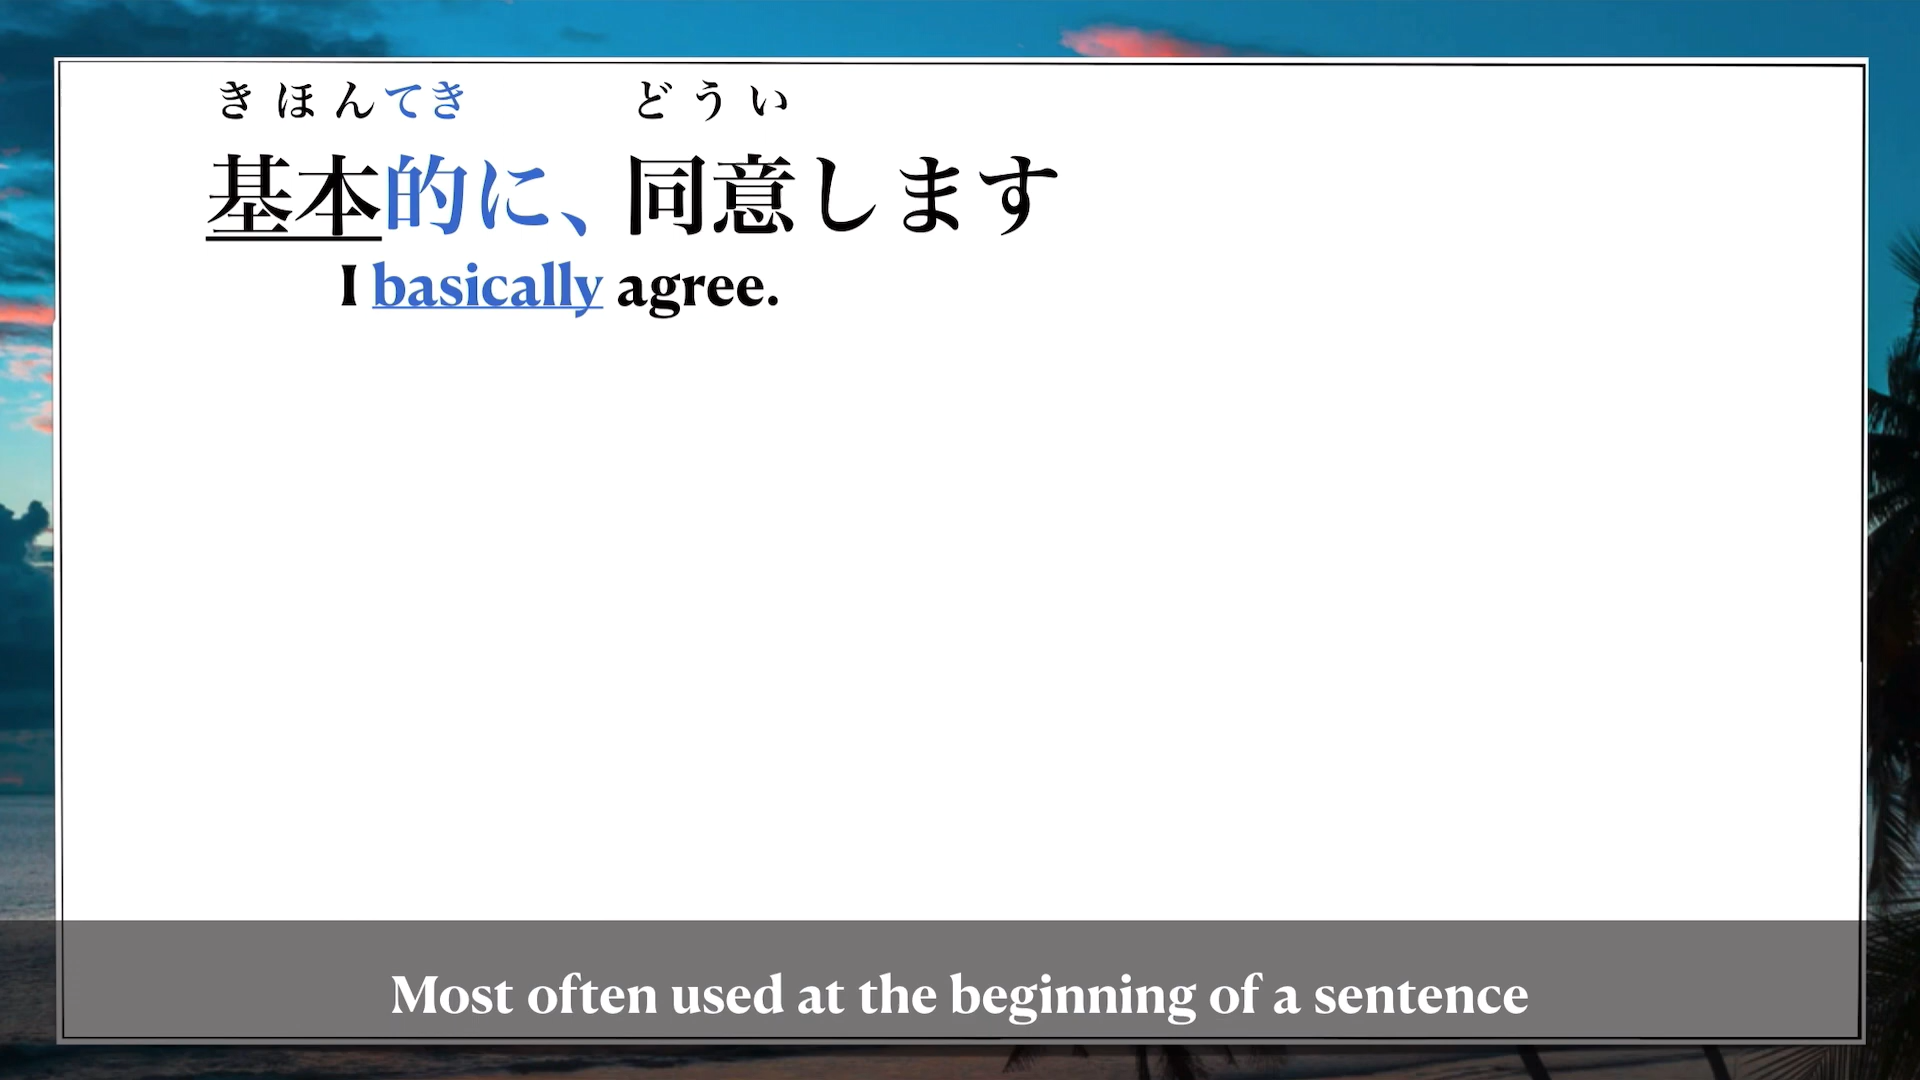 きほんてき どうい
基本的に、同意します
I basically agree.
Most often used at the beginning of a sentence